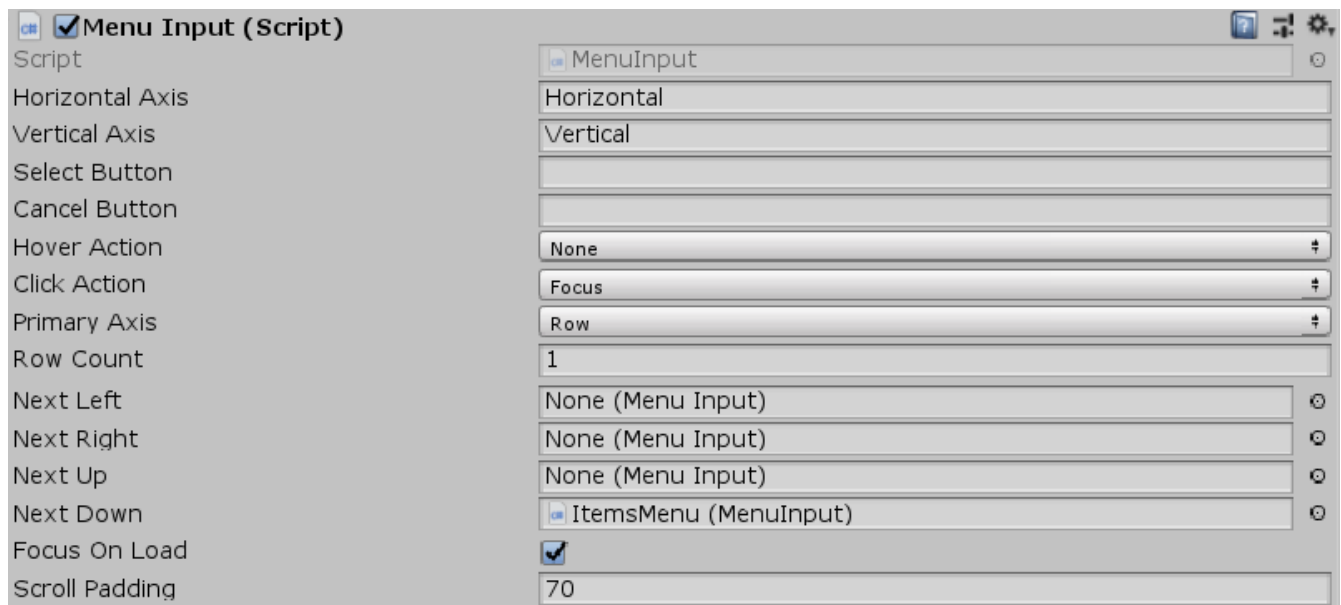 Menu Input (Script)
Script MenuInput
Horizontal Axis Horizontal
Vertical Axis Vertical
Select Button
Cancel Button
Hover Action None
Click Action Focus
Primary Axis Row
Row Count 1
Next Left None (Menu Input)
Next Right None (Menu Input)
Next Up None (Menu Input)
Next Down ItemsMenu (MenuInput)
Focus On Load
Scroll Padding 70